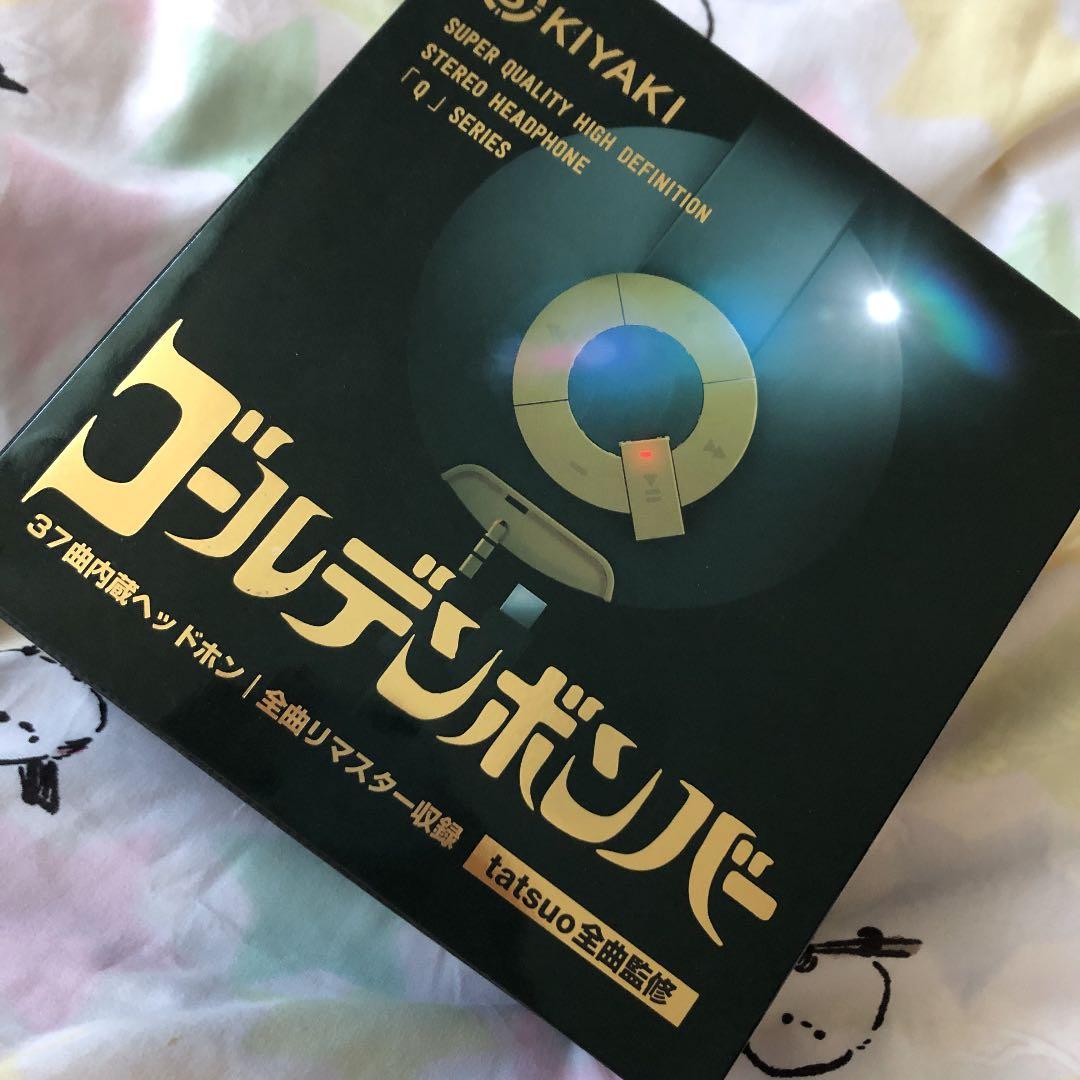 KIYAKI
SUPER QUALITY HIGH DEFINITION
STEREO HEADPHONE
「Q」SERIES
ゴールデンボンバー
37曲内蔵ヘッドホン|全曲リマスター収録
tatsuo全曲監修